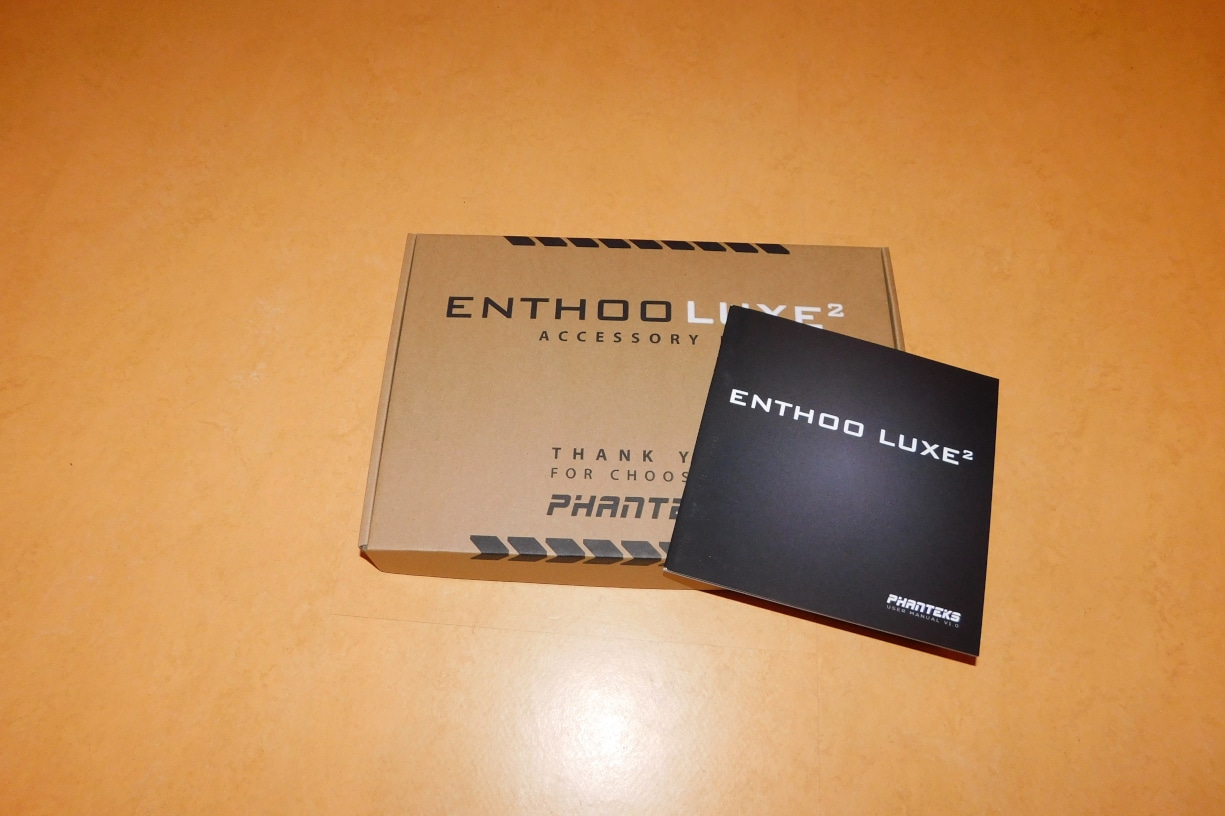 ENTHOO LUXE²
ACCESSORY
THANK Y
FOR CHOOS
PHANTE
ENTHOO LUXE²
PHANTEKS
USER MANUAL V1.0